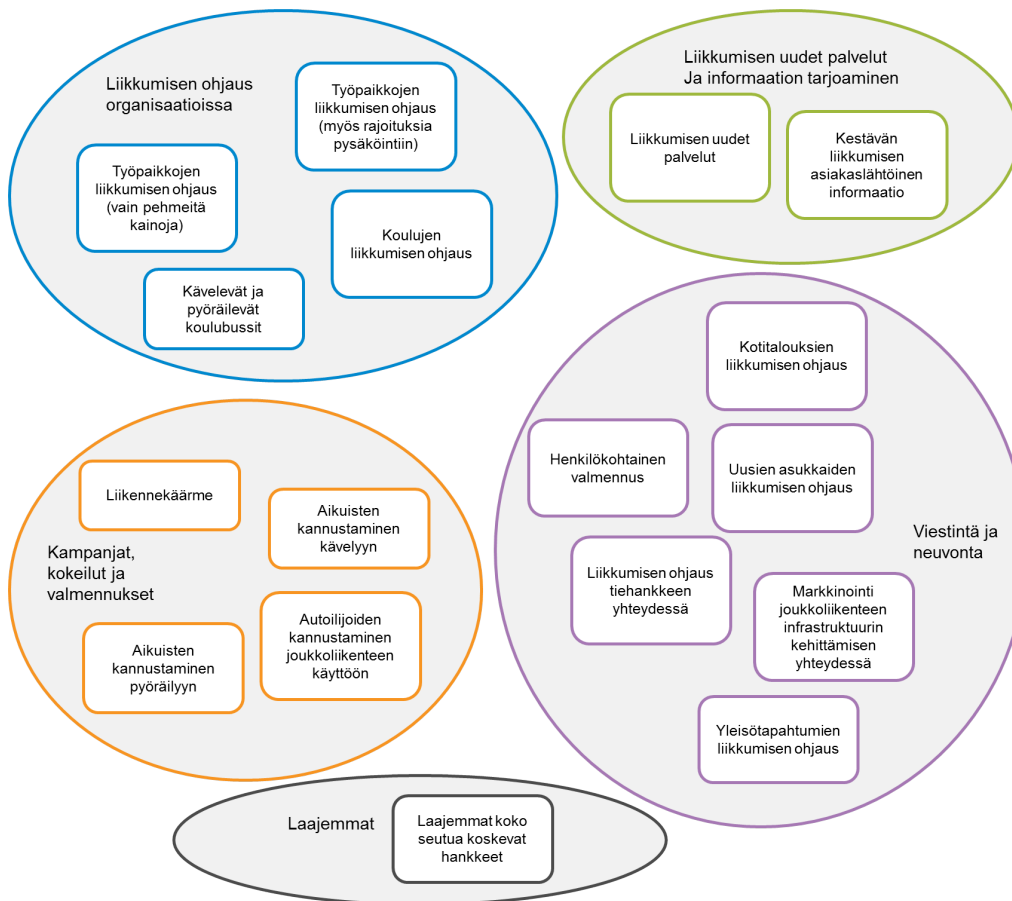 Liikkumisen ohjaus
organisaatioissa
Työpaikkojen
liikkumisen ohjaus
(myös rajoituksia
pysäköintiin)
Työpaikkojen
liikkumisen ohjaus
(vain pehmeitä
kainoja)
Koulujen
liikkumisen ohjaus
Kävelevät ja
pyöräilevät
koulubussit
Liikkumisen uudet palvelut
Ja informaation tarjoaminen
Liikkumisen uudet
palvelut
Kestävän
liikkumisen
asiakaslähtöinen
informaatio
Kotitalouksien
liikkumisen ohjaus
Henkilökohtainen
valmennus
Uusien asukkaiden
liikkumisen ohjaus
Viestintä ja
neuvonta
Liikkumisen ohjaus
tiehankkeen
yhteydessä
Markkinointi
joukkoliikenteen
infrastruktuurin
kehittämisen
yhteydessä
Yleisötapahtumien
liikkumisen ohjaus
Liikennekäärme
Aikuisten
kannustaminen
kävelyyn
Kampanjat,
kokeilut ja
valmennukset
Autoilijoiden
kannustaminen
joukkoliikenteen
käyttöön
Aikuisten
kannustaminen
pyöräilyyn
Laajemmat
Laajemmat koko
seutua koskevat
hankkeet